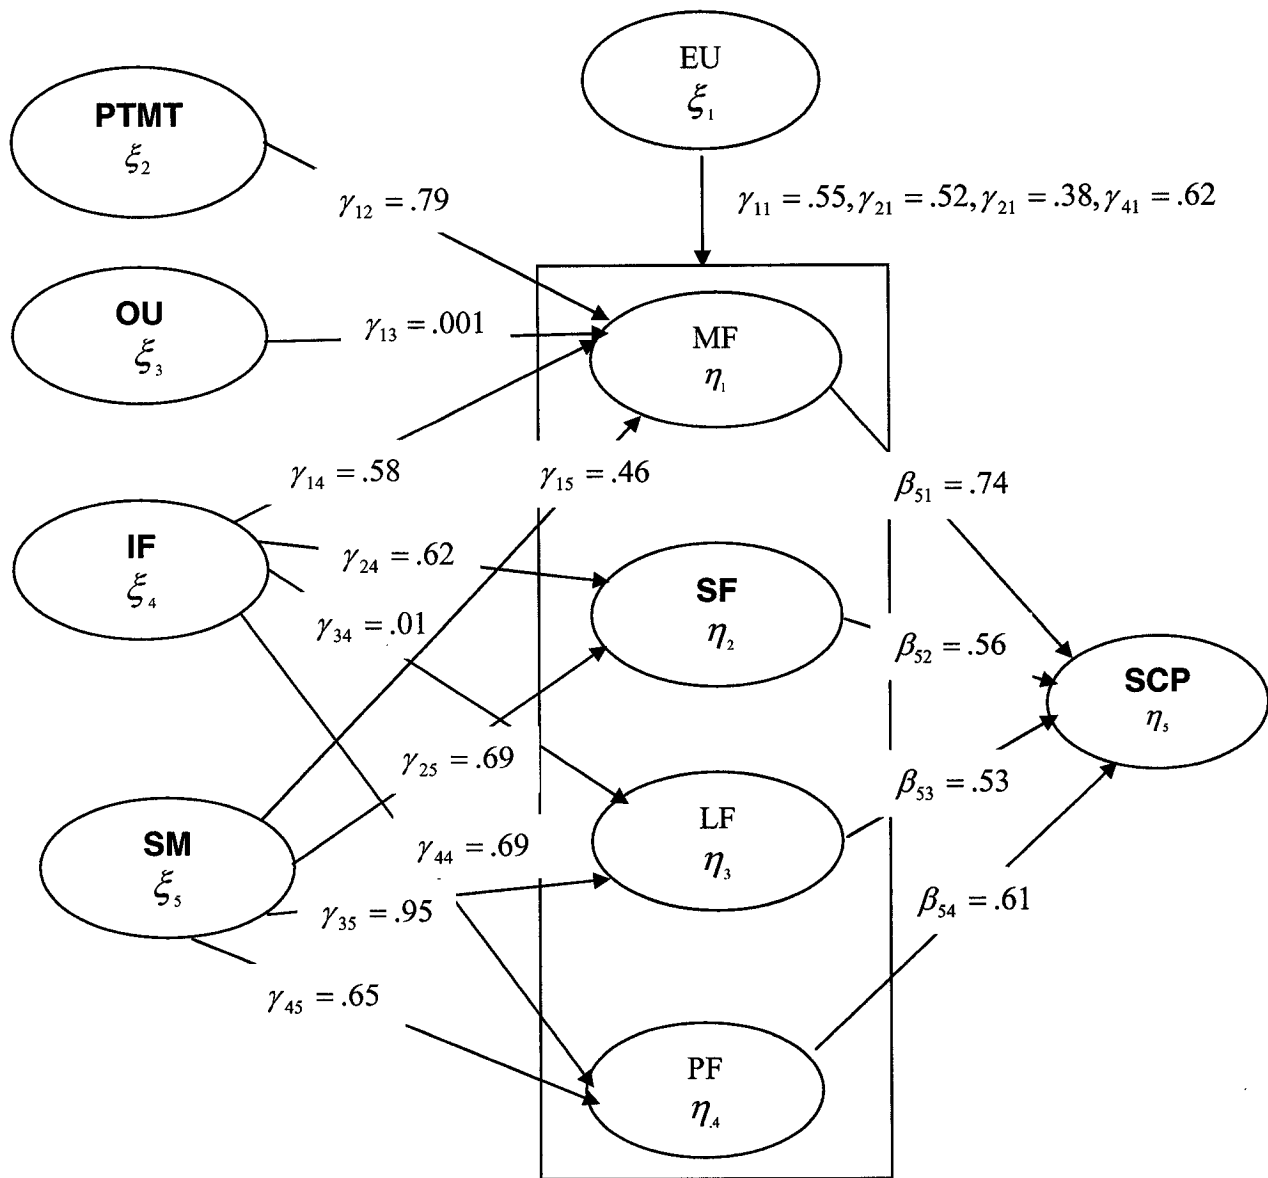 EU
ξ₁
PTMT
ξ₂
γ₁₂ = .79
γ₁₁ = .55, γ₂₁ = .52, γ₂₁ = .38, γ₄₁ = .62
OU
ξ₃
γ₁₃ = .001
MF
η₁
γ₁₄ = .58
γ₁₅ = .46
β₅₁ = .74
IF
ξ₄
γ₂₄ = .62
γ₃₄ = .01
SF
η₂
β₅₂ = .56
SCP
η₅
γ₂₅ = .69
β₅₃ = .53
SM
ξ₅
γ₄₄ = .69
LF
η₃
γ₃₅ = .95
β₅₄ = .61
γ₄₅ = .65
PF
η.₄